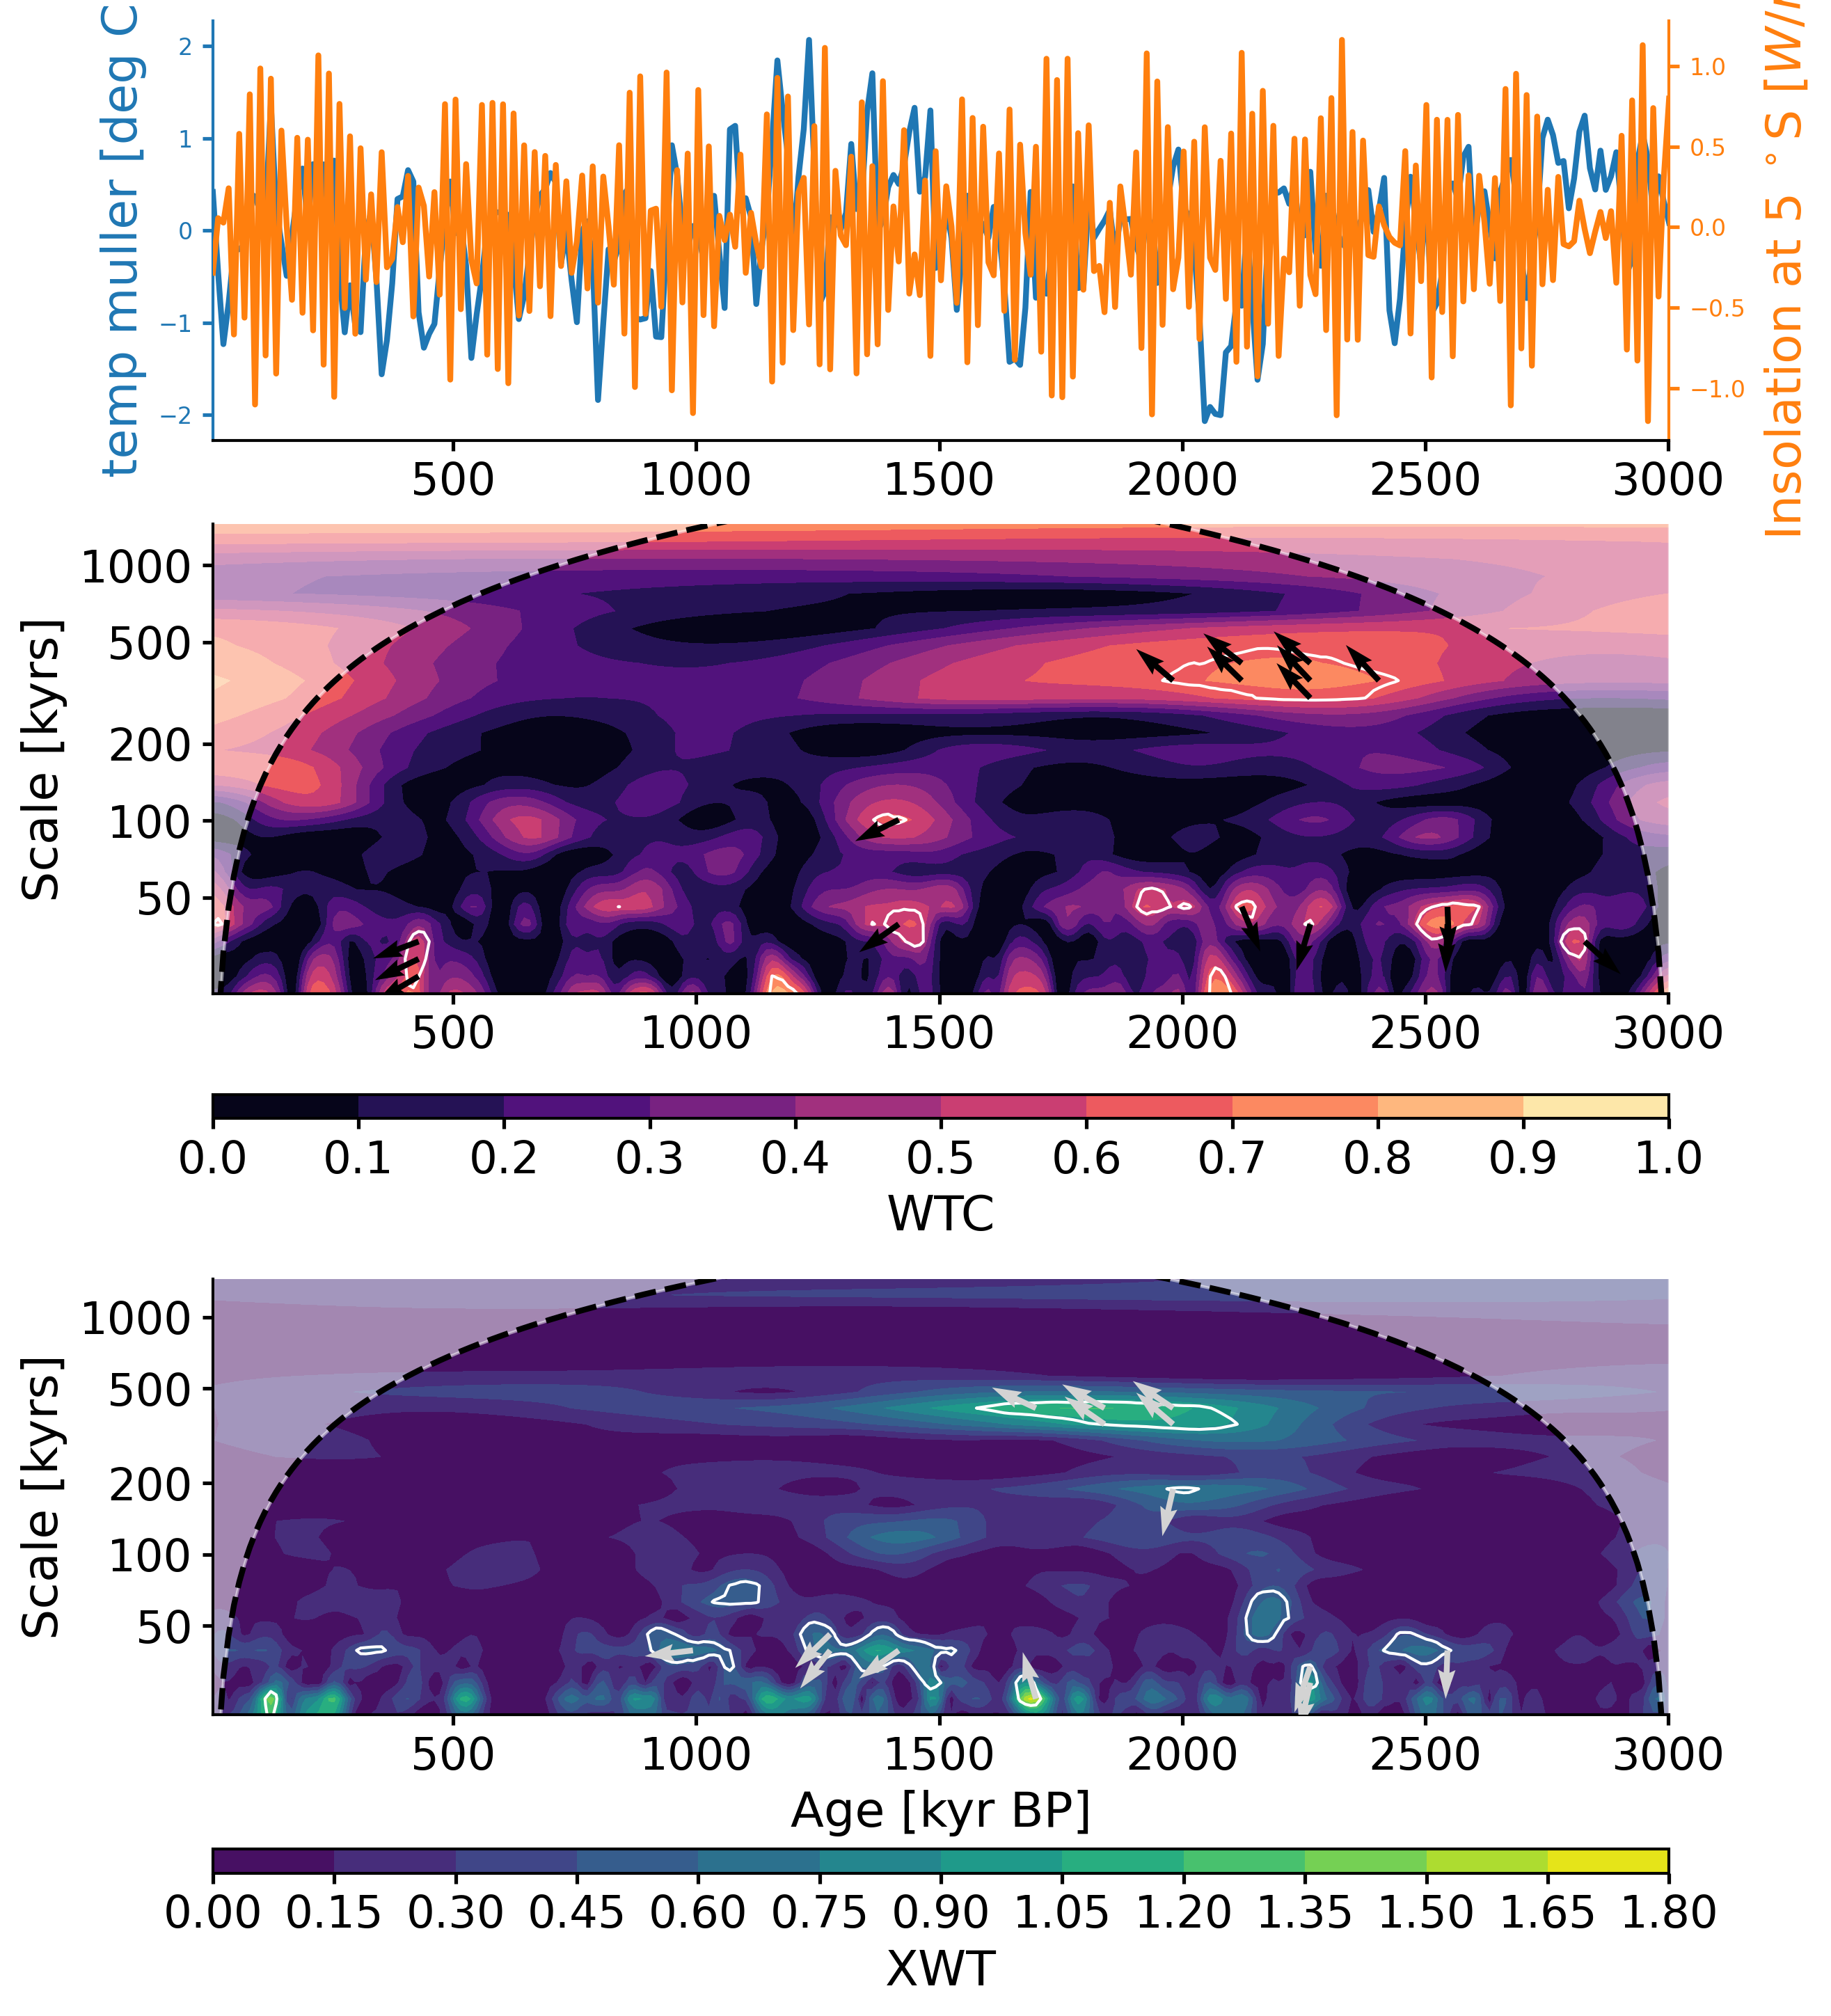 temp muller [deg C
Insolation at 5 °S [W/
2
1
0
−1
−2
1.0
0.5
0.0
−0.5
−1.0
500 1000 1500 2000 2500 3000
Scale [kyrs]
1000
500
200
100
50
500 1000 1500 2000 2500 3000
0.0 0.1 0.2 0.3 0.4 0.5 0.6 0.7 0.8 0.9 1.0
WTC
Scale [kyrs]
1000
500
200
100
50
500 1000 1500 2000 2500 3000
Age [kyr BP]
0.00 0.15 0.30 0.45 0.60 0.75 0.90 1.05 1.20 1.35 1.50 1.65 1.80
XWT